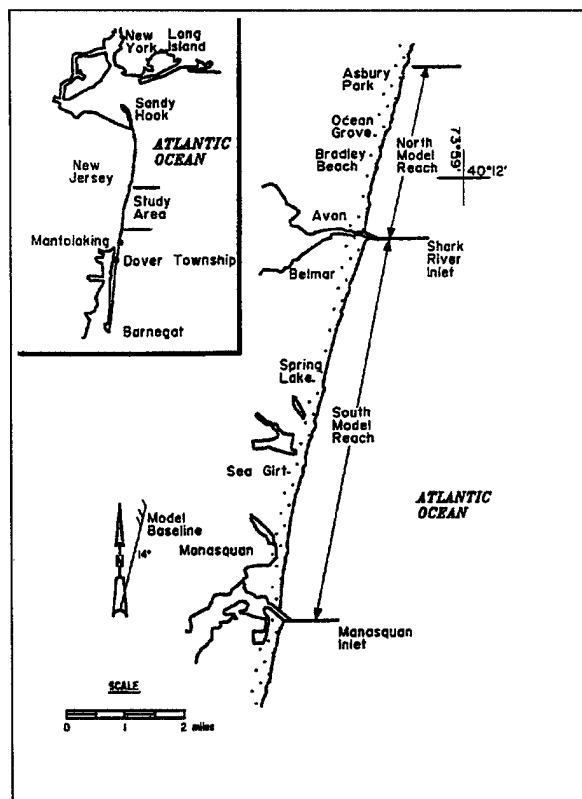 New
York
Long
Island
Sandy
Hook
ATLANTIC
OCEAN
New
Jersey
Study
Area
Mantoloking
Dover Township
Barnegat
Asbury
Park
Ocean
Grove
Bradley
Beach
North
Model
Reach
73°59'
40°12'
Avon
Shark
River
Inlet
Belmar
Spring
Lake
South
Model
Reach
Sea Girt
ATLANTIC
OCEAN
Model
Baseline
N
14°
Manasquan
Manasquan
Inlet
SCALE
0 1 2 miles